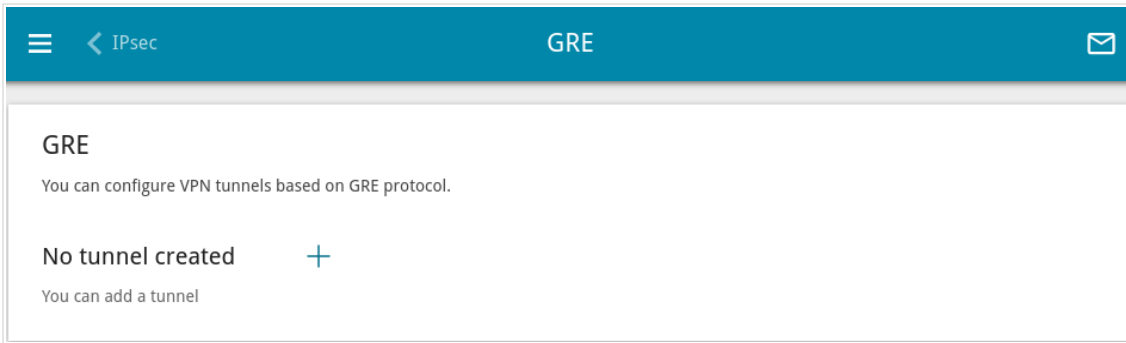 IPsec
GRE
GRE
You can configure VPN tunnels based on GRE protocol.
No tunnel created
You can add a tunnel